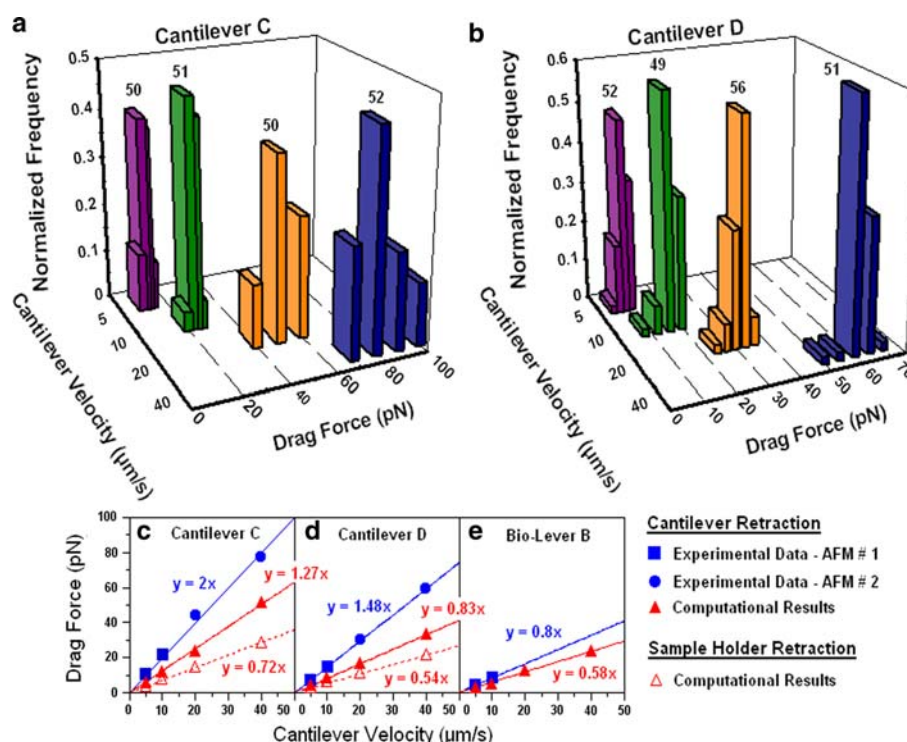 a
Cantilever C
0.5
0.4
0.3
0.2
0.1
0
Normalized Frequency
50
51
50
52
5
10
20
40
Cantilever Velocity (µm/s)
0
20
40
60
80
100
Drag Force (pN)
b
Cantilever D
0.6
0.5
0.4
0.3
0.2
0.1
0
Normalized Frequency
52
49
56
51
5
10
20
40
Cantilever Velocity (µm/s)
0
10
20
30
40
50
60
70
Drag Force (pN)
c Cantilever C
d Cantilever D
e Bio-Lever B
100
80
60
40
20
0
Drag Force (pN)
y = 2x
y = 1.27x
y = 0.72x
y = 1.48x
y = 0.83x
y = 0.54x
y = 0.8x
y = 0.58x
0 10 20 30 40
0 10 20 30 40
0 10 20 30 40 50
Cantilever Velocity (µm/s)
Cantilever Retraction
Experimental Data - AFM # 1
Experimental Data - AFM # 2
Computational Results
Sample Holder Retraction
Computational Results